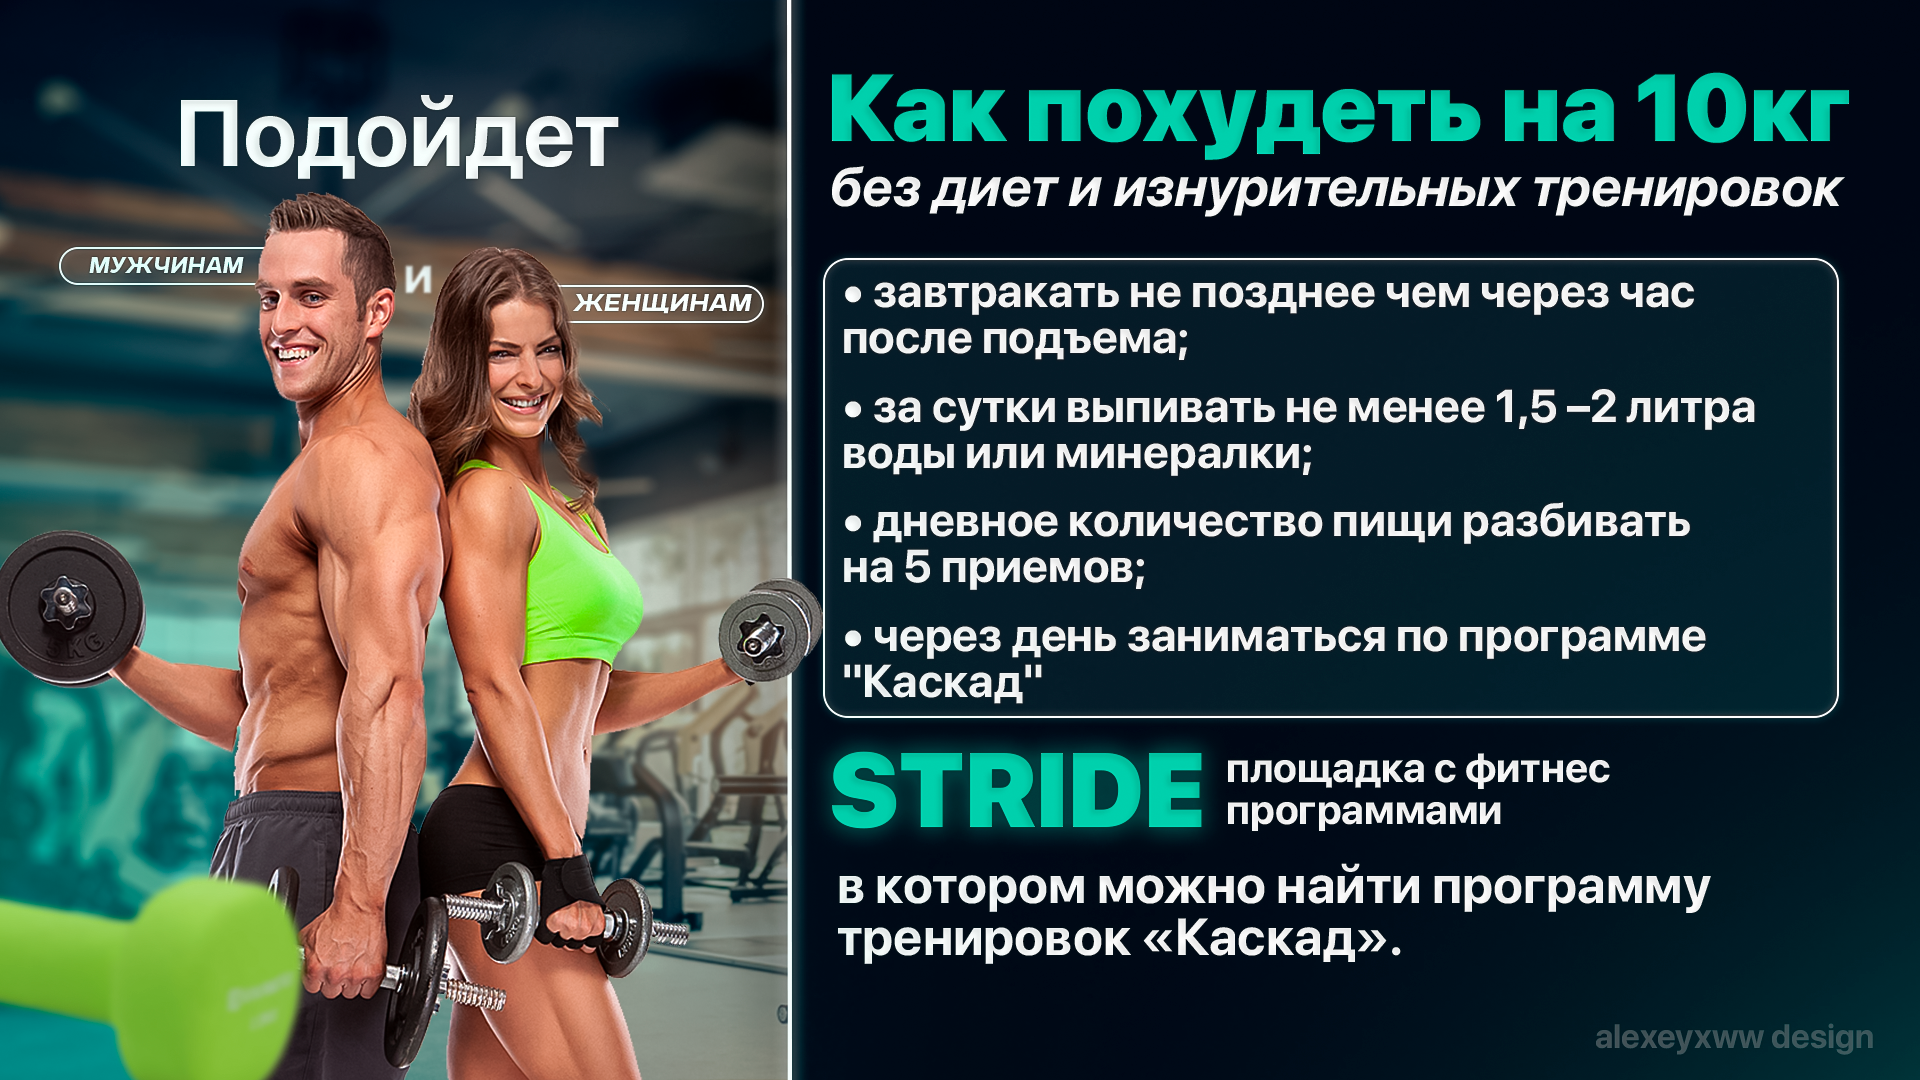 Подойдет
МУЖЧИНАМ
и
ЖЕНЩИНАМ
5KG
Как похудеть на 10кг
без диет и изнурительных тренировок
• завтракать не позднее чем через час
после подъема;
• за сутки выпивать не менее 1,5 –2 литра
воды или минералки;
• дневное количество пищи разбивать
на 5 приемов;
• через день заниматься по программе
"Каскад"
STRIDE
площадка с фитнес
программами
в котором можно найти программу
тренировок «Каскад».
alexeyxww design